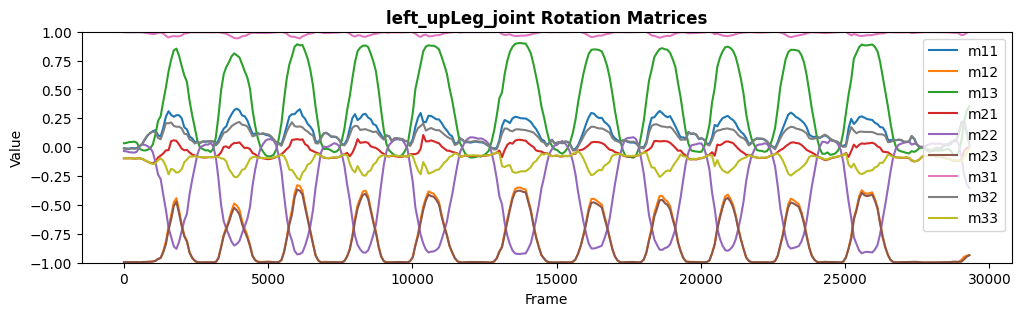 left_upLeg_joint Rotation Matrices
1.00
0.75
0.50
0.25
0.00
−0.25
−0.50
−0.75
−1.00
Value
0
5000
10000
15000
20000
25000
30000
Frame
m11
m12
m13
m21
m22
m23
m31
m32
m33